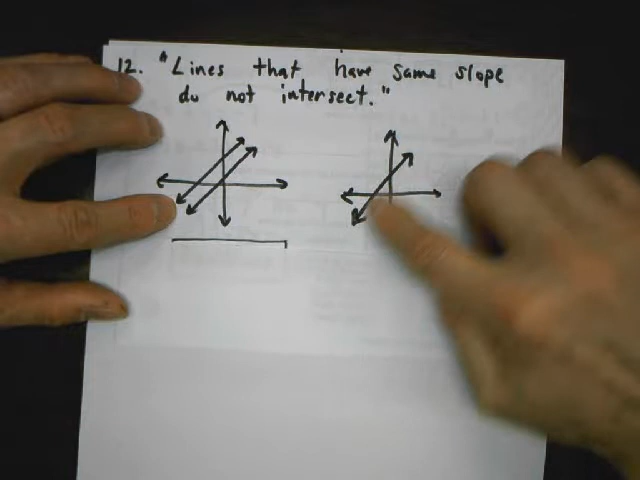 12. "Lines that have same slope
do not intersect."